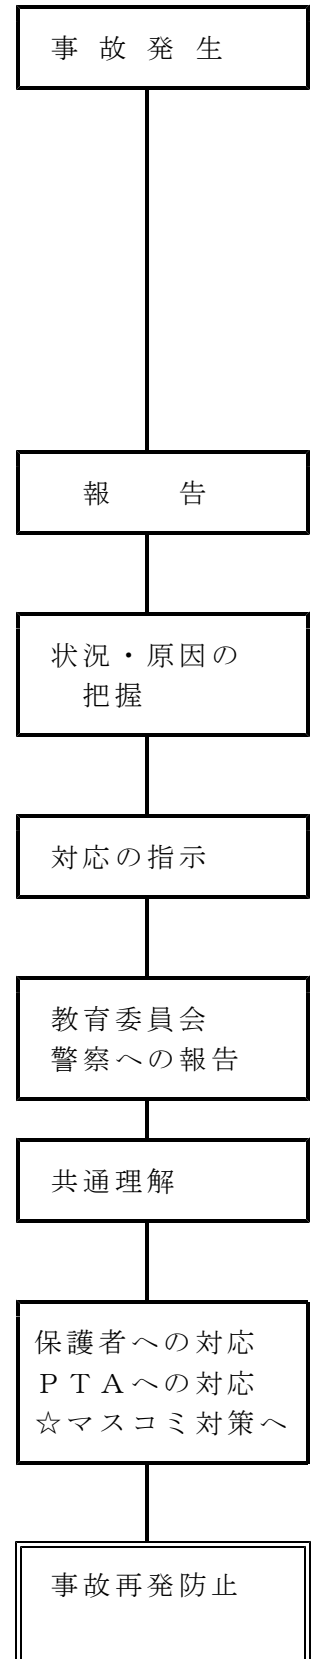 事故発生
報告
状況・原因の
把握
対応の指示
教育委員会
警察への報告
共通理解
保護者への対応
ＰＴＡへの対応
☆マスコミ対策へ
事故再発防止